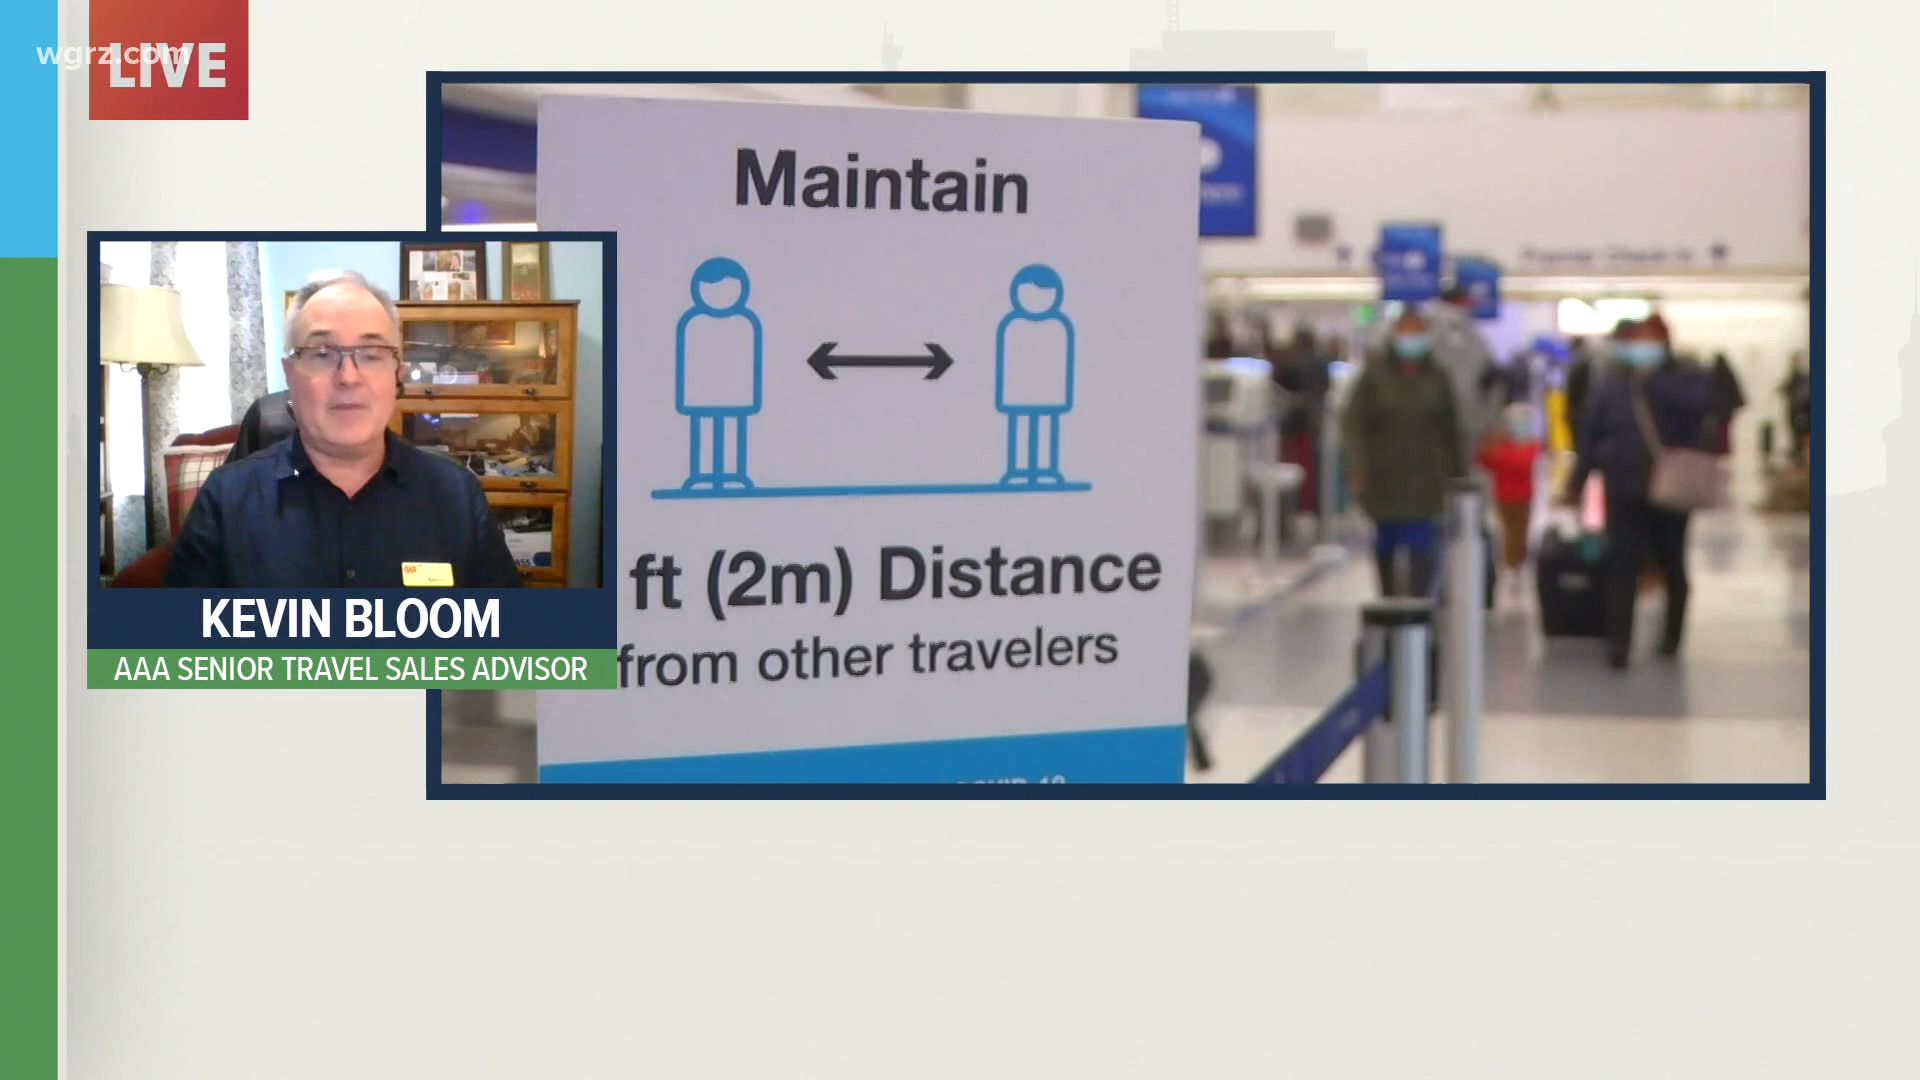 wgrz.com
LIVE
Maintain
ft (2m) Distance
from other travelers
KEVIN BLOOM
AAA SENIOR TRAVEL SALES ADVISOR